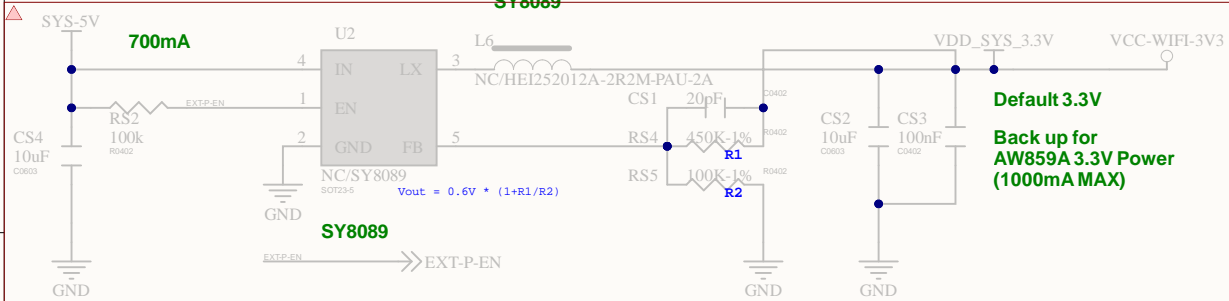 SY8089
SYS-5V
700mA
U2
L6
VDD_SYS_3.3V
VCC-WIFI-3V3
4
IN
LX
3
NC/HEI252012A-2R2M-PAU-2A
1
EN
EXT-P-EN
RS2
100k
R0402
CS1
20pF
C0402
CS4
10uF
C0603
2
GND
FB
5
RS4
450K-1%
R0402
R1
CS2
10uF
C0603
CS3
100nF
C0402
Default 3.3V
Back up for
AW859A 3.3V Power
(1000mA MAX)
NC/SY8089
SOT23-5
RS5
100K-1%
R0402
R2
Vout = 0.6V * (1+R1/R2)
GND
SY8089
EXT-P-EN
EXT-P-EN
GND
GND
GND